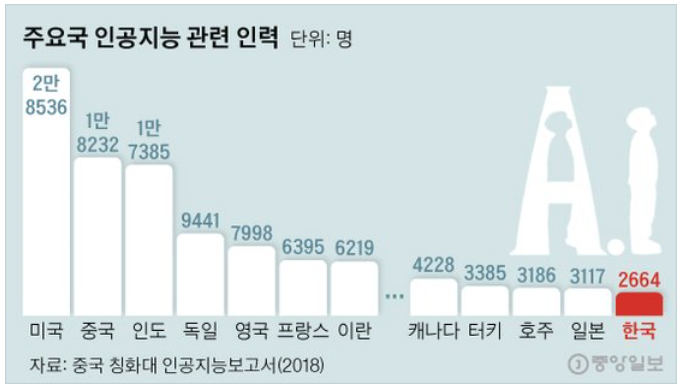 주요국 인공지능 관련 인력 단위: 명
2만
8536
1만
8232
1만
7385
9441
7998
6395
6219
...
4228
3385
3186
3117
2664
A.I
미국 중국 인도 독일 영국 프랑스 이란 캐나다 터키 호주 일본 한국
자료: 중국 칭화대 인공지능보고서(2018)
중앙일보